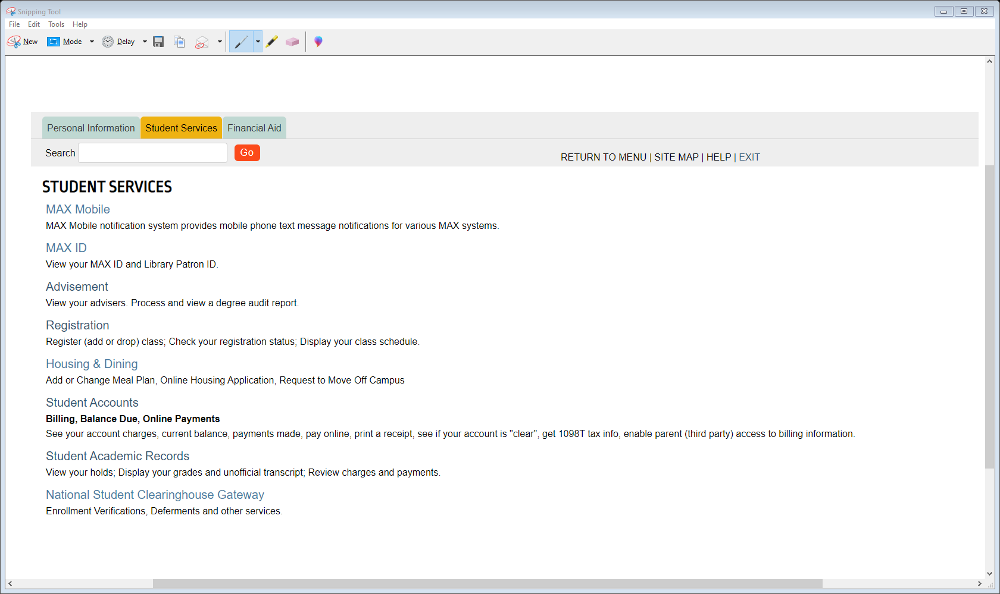 Snipping Tool
File Edit Tools Help
New Mode Delay
Personal Information Student Services Financial Aid
Search Go
RETURN TO MENU | SITE MAP | HELP | EXIT
STUDENT SERVICES
MAX Mobile
MAX Mobile notification system provides mobile phone text message notifications for various MAX systems.
MAX ID
View your MAX ID and Library Patron ID.
Advisement
View your advisers. Process and view a degree audit report.
Registration
Register (add or drop) class; Check your registration status; Display your class schedule.
Housing & Dining
Add or Change Meal Plan, Online Housing Application, Request to Move Off Campus
Student Accounts
Billing, Balance Due, Online Payments
See your account charges, current balance, payments made, pay online, print a receipt, see if your account is "clear", get 1098T tax info, enable parent (third party) access to billing information.
Student Academic Records
View your holds; Display your grades and unofficial transcript; Review charges and payments.
National Student Clearinghouse Gateway
Enrollment Verifications, Deferments and other services.